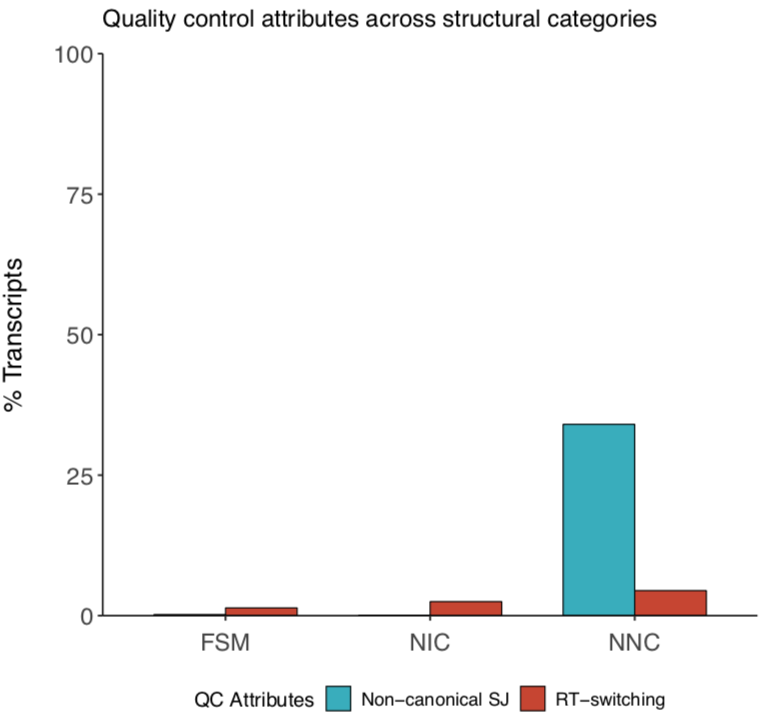 Quality control attributes across structural categories
100
75
50
25
0
% Transcripts
FSM NIC NNC
QC Attributes Non−canonical SJ RT−switching